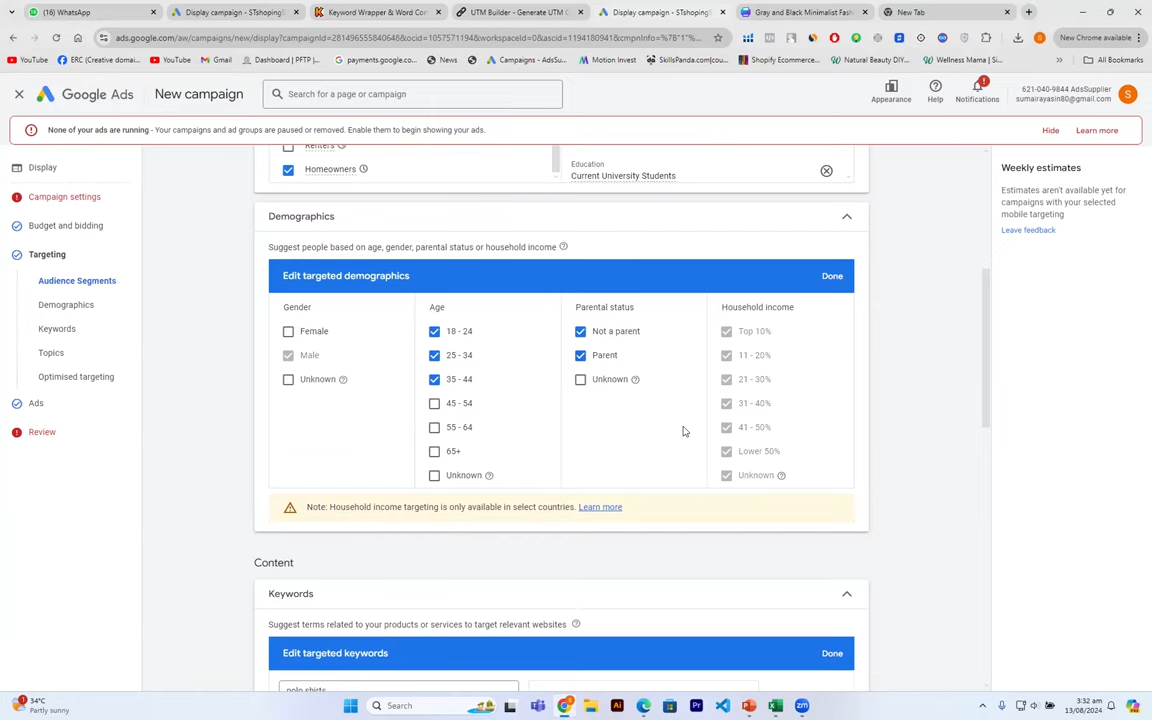 (16) WhatsApp
Display campaign - STshopingS
Keyword Wrapper & Word Com
UTM Builder - Generate UTM C
Display campaign - STshopingS
Gray and Black Minimalist Fash
New Tab
ads.google.com/aw/campaigns/new/display?campaignId=281496555840648&ocid=1057571194&workspaceId=0&ascid=1194180941&cmpnInfo=%7B"1"%...
New Chrome available
YouTube
ERC (Creative domai...
YouTube
Gmail
Dashboard | PFTP |...
payments.google.co...
News
Campaigns - AdsSu...
Motion Invest
SkillsPanda.com|cou...
Shopify Ecommerce...
Natural Beauty DIY...
Wellness Mama | Si...
All Bookmarks
Google Ads
New campaign
Search for a page or campaign
Appearance
Help
Notifications
621-040-9844 AdsSupplier
sumairayasin80@gmail.com
S
None of your ads are running - Your campaigns and ad groups are paused or removed. Enable them to begin showing your ads.
Hide
Learn more
Display
Campaign settings
Budget and bidding
Targeting
Audience Segments
Demographics
Keywords
Topics
Optimised targeting
Ads
Review
Renters
Homeowners
Education
Current University Students
Demographics
Suggest people based on age, gender, parental status or household income
Edit targeted demographics
Done
Gender
Female
Male
Unknown
Age
18 - 24
25 - 34
35 - 44
45 - 54
55 - 64
65+
Unknown
Parental status
Not a parent
Parent
Unknown
Household income
Top 10%
11 - 20%
21 - 30%
31 - 40%
41 - 50%
Lower 50%
Unknown
Note: Household income targeting is only available in select countries. Learn more
Content
Keywords
Suggest terms related to your products or services to target relevant websites
Edit targeted keywords
Done
polo shirts
Weekly estimates
Estimates aren't available yet for
campaigns with your selected
mobile targeting
Leave feedback
34°C
Partly sunny
Search
3:32 am
13/08/2024